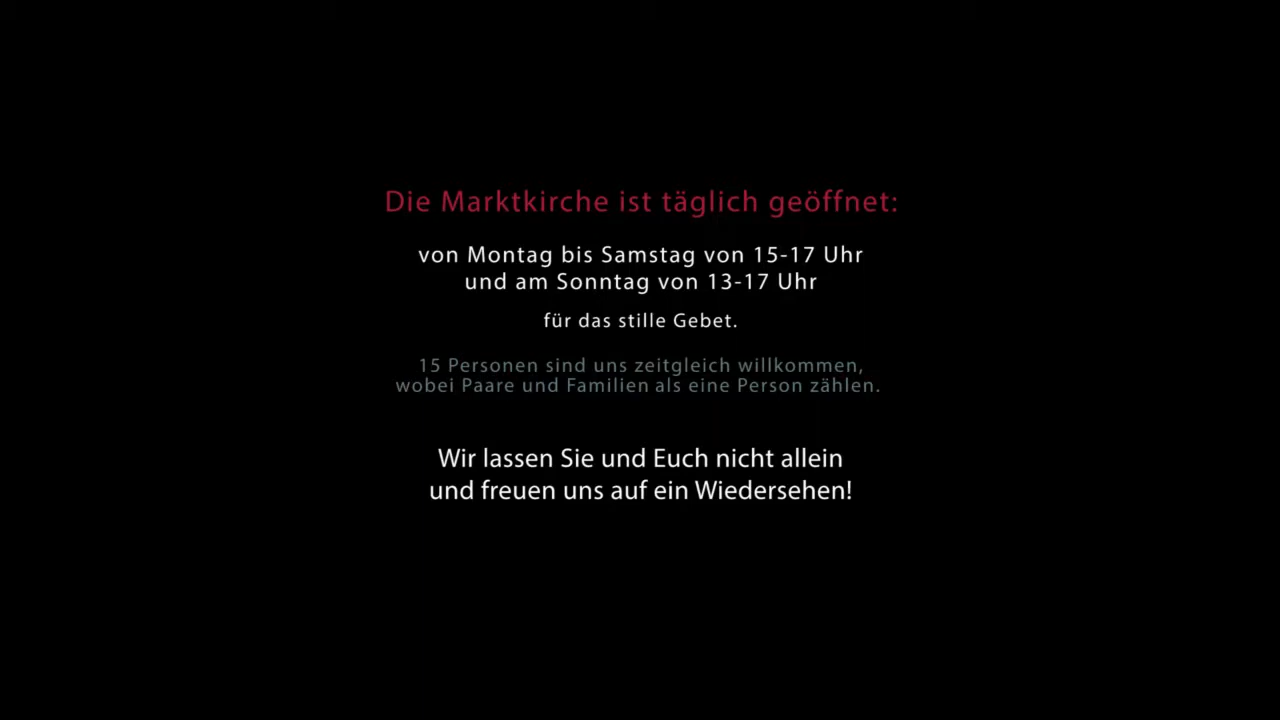 Die Marktkirche ist täglich geöffnet:
von Montag bis Samstag von 15-17 Uhr
und am Sonntag von 13-17 Uhr
für das stille Gebet.
15 Personen sind uns zeitgleich willkommen,
wobei Paare und Familien als eine Person zählen.
Wir lassen Sie und Euch nicht allein
und freuen uns auf ein Wiedersehen!